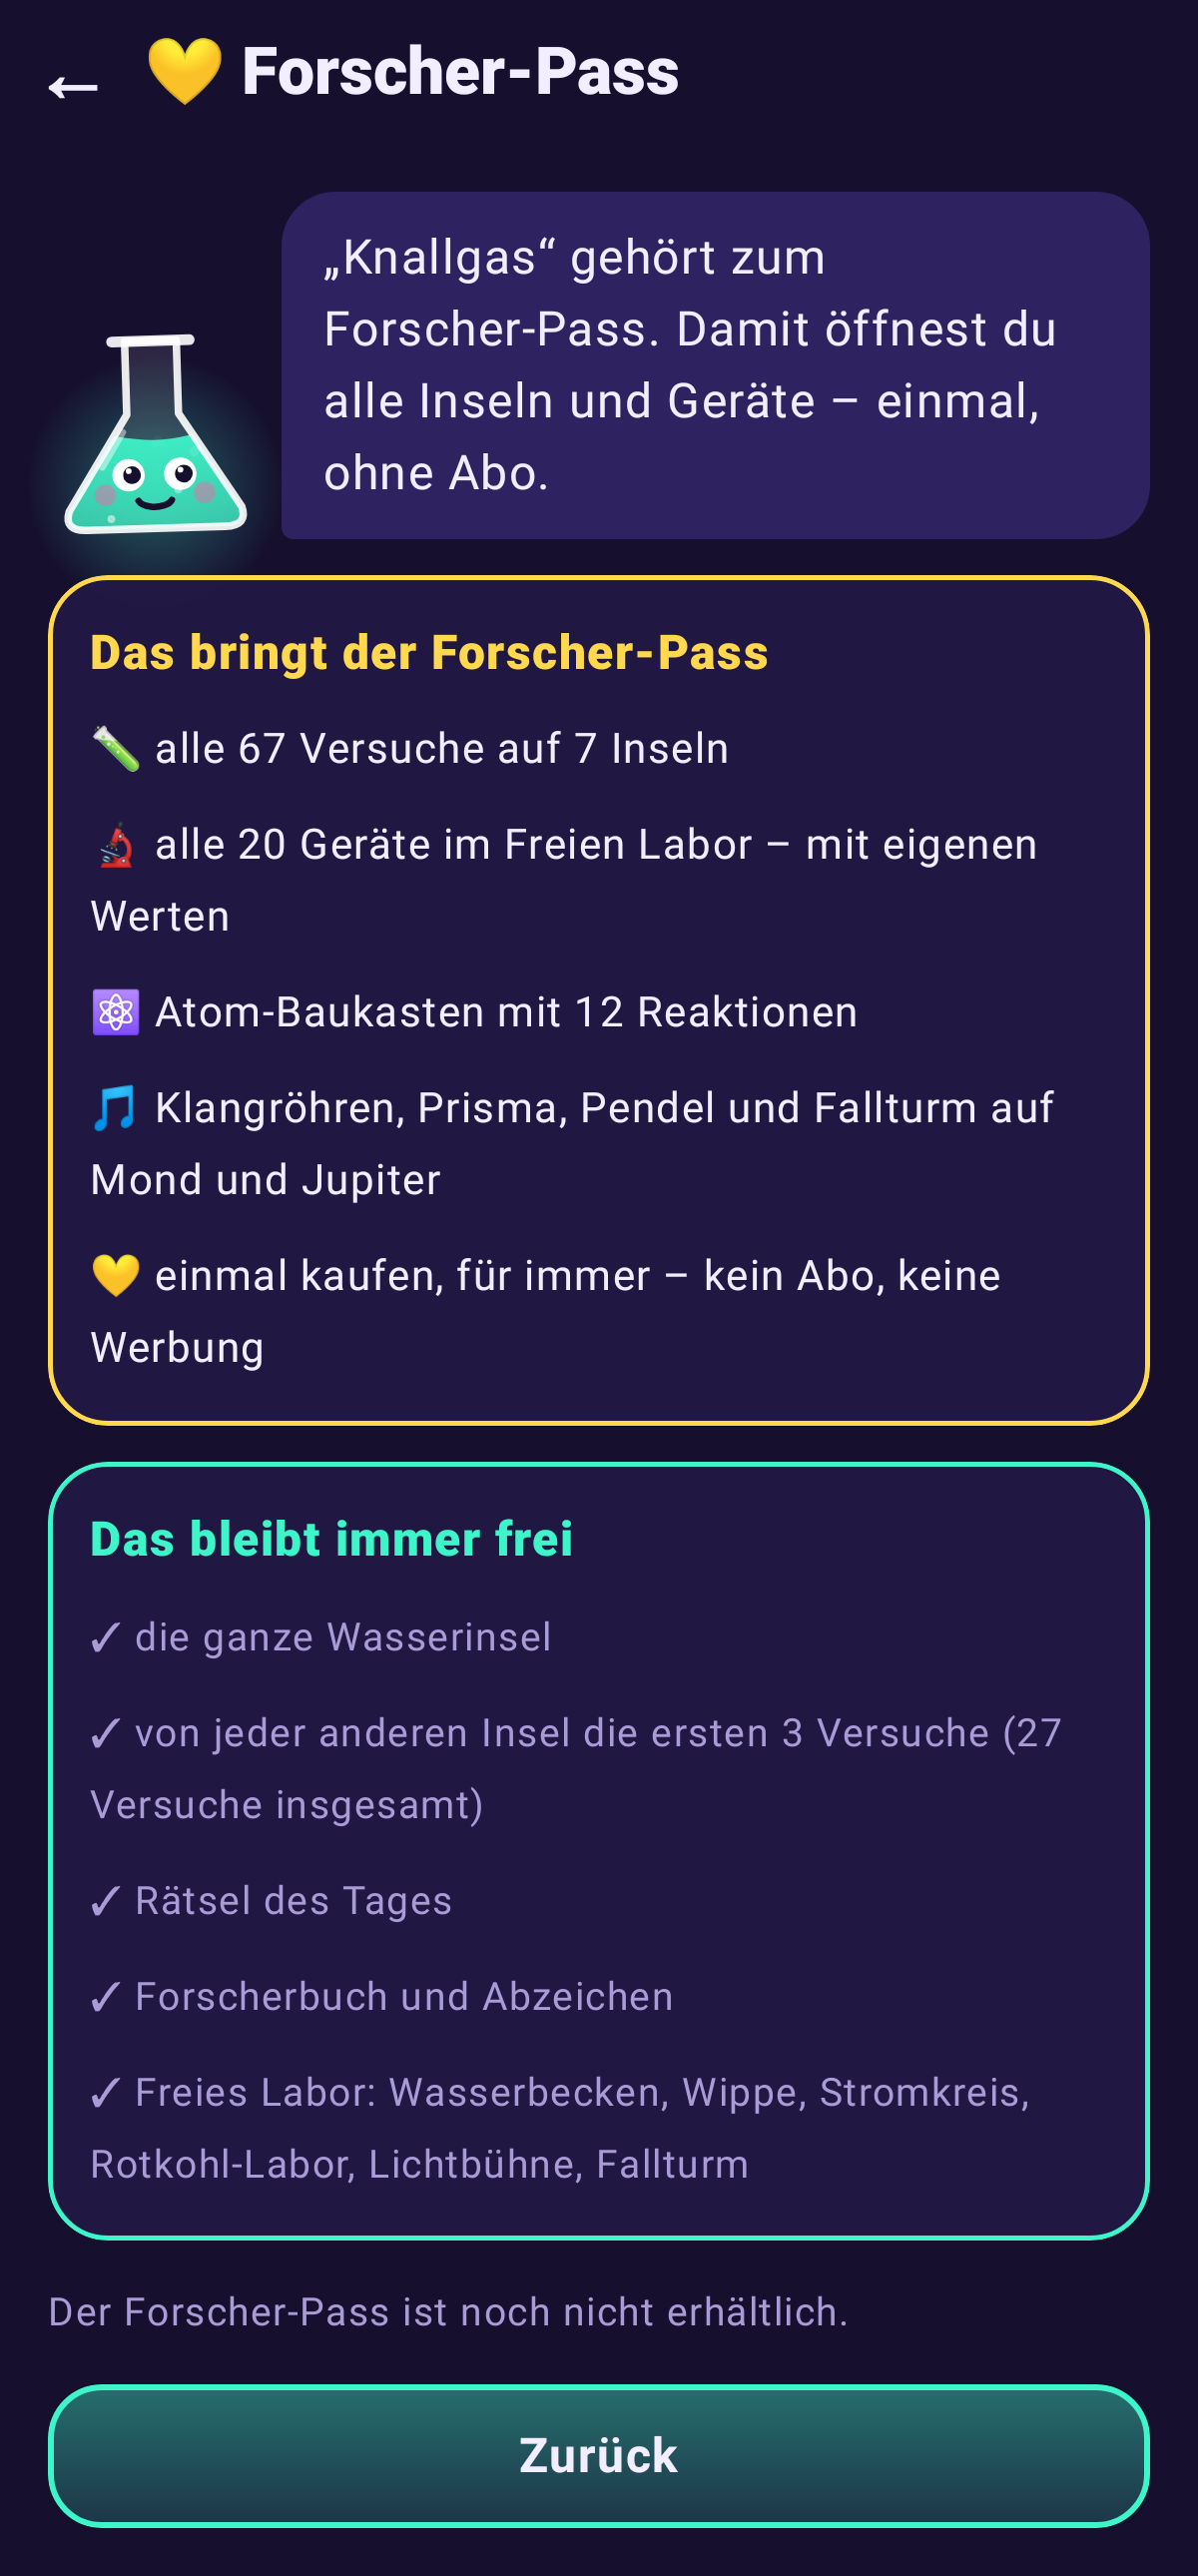 ← 💛 Forscher-Pass
„Knallgas“ gehört zum
Forscher-Pass. Damit öffnest du
alle Inseln und Geräte – einmal,
ohne Abo.
Das bringt der Forscher-Pass
🧪 alle 67 Versuche auf 7 Inseln
🔬 alle 20 Geräte im Freien Labor – mit eigenen
Werten
⚛️ Atom-Baukasten mit 12 Reaktionen
🎵 Klangröhren, Prisma, Pendel und Fallturm auf
Mond und Jupiter
💛 einmal kaufen, für immer – kein Abo, keine
Werbung
Das bleibt immer frei
✓ die ganze Wasserinsel
✓ von jeder anderen Insel die ersten 3 Versuche (27
Versuche insgesamt)
✓ Rätsel des Tages
✓ Forscherbuch und Abzeichen
✓ Freies Labor: Wasserbecken, Wippe, Stromkreis,
Rotkohl-Labor, Lichtbühne, Fallturm
Der Forscher-Pass ist noch nicht erhältlich.
Zurück